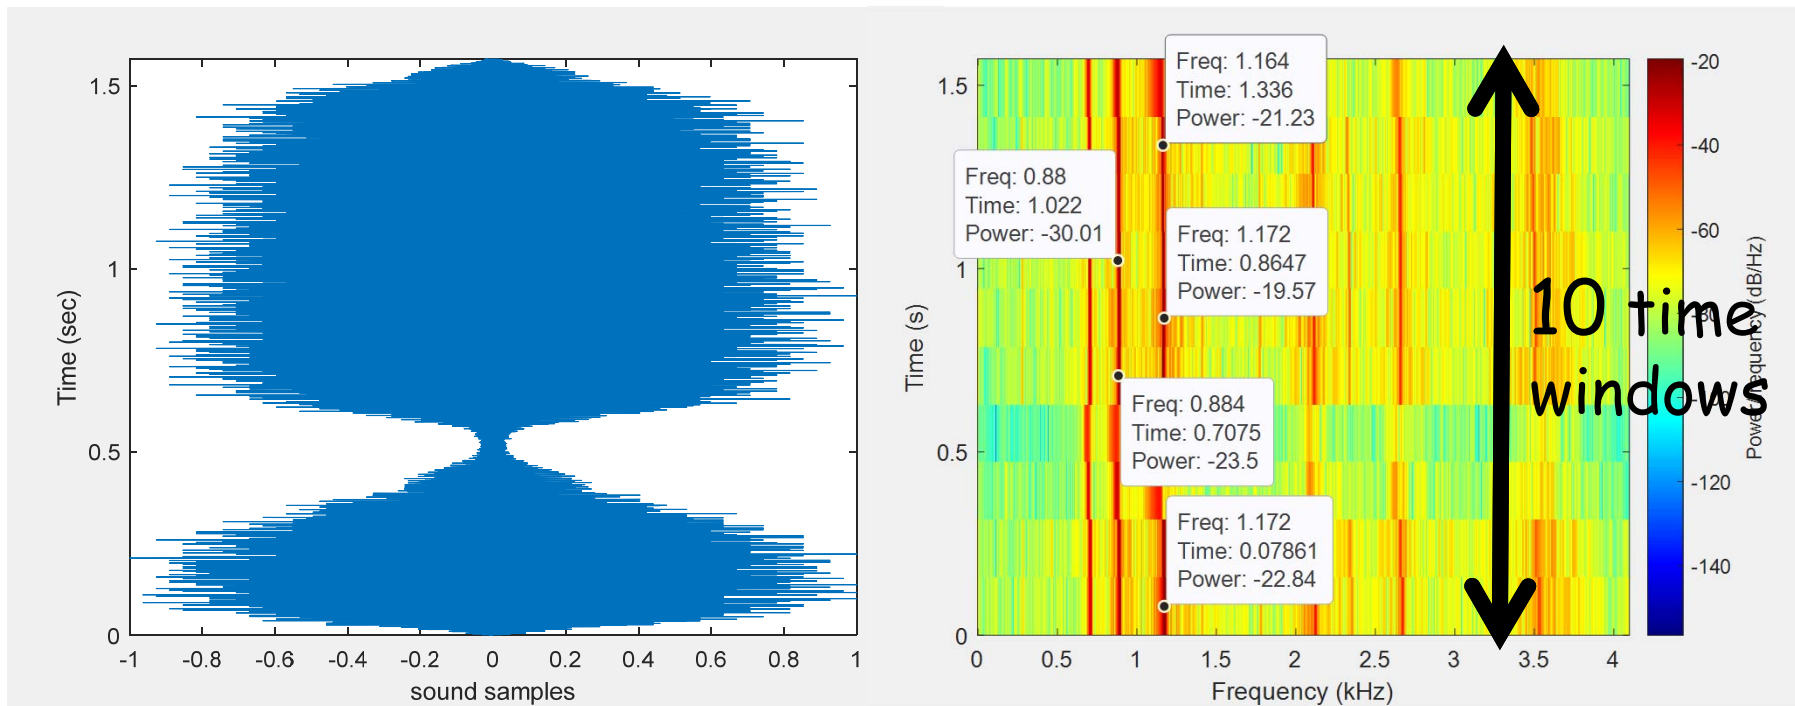 1.5
1
0.5
0
Time (sec)
-1 -0.8 -0.6 -0.4 -0.2 0 0.2 0.4 0.6 0.8 1
sound samples
1.5
1
0.5
0
Time (s)
0 0.5 1 1.5 2 2.5 3 3.5 4
Frequency (kHz)
Freq: 1.164
Time: 1.336
Power: -21.23
Freq: 0.88
Time: 1.022
Power: -30.01
Freq: 1.172
Time: 0.8647
Power: -19.57
Freq: 0.884
Time: 0.7075
Power: -23.5
Freq: 1.172
Time: 0.07861
Power: -22.84
10 time
windows
-20
-40
-60
-80
-120
-140
Power/frequency (dB/Hz)